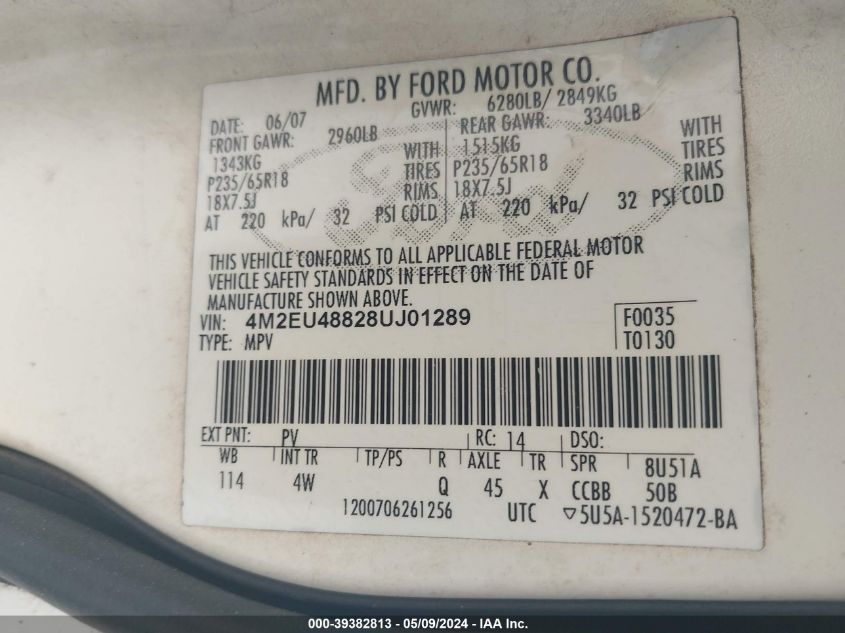 MFD. BY FORD MOTOR CO.
DATE: 06/07 GVWR: 6280LB/ 2849KG
FRONT GAWR: 2960LB REAR GAWR: 3340LB
1343KG WITH 1515KG WITH
P235/65R18 TIRES P235/65R18 TIRES
18X7.5J RIMS 18X7.5J RIMS
AT 220 kPa/ 32 PSI COLD AT 220 kPa/ 32 PSI COLD
THIS VEHICLE CONFORMS TO ALL APPLICABLE FEDERAL MOTOR
VEHICLE SAFETY STANDARDS IN EFFECT ON THE DATE OF
MANUFACTURE SHOWN ABOVE.
VIN: 4M2EU48828UJ01289 F0035
TYPE: MPV T0130
EXT PNT: PV RC: 14 DSO:
WB INT TR TP/PS R AXLE TR SPR 8U51A
114 4W Q 45 X CCBB 50B
1200706261256 UTC ▽5U5A-1520472-BA
Ford
000-39382813 - 05/09/2024 - IAA Inc.